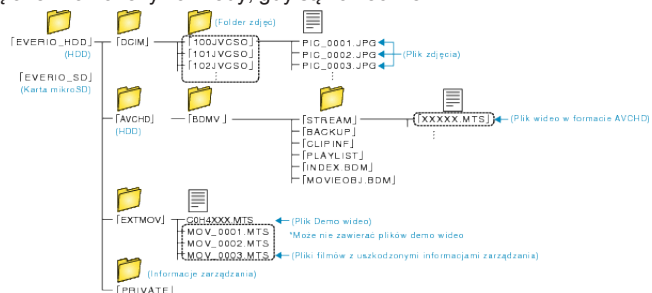 (Folder zdjęć)
[EVERIO_HDD] [DCIM] [100JVCSO] PIC_0001.JPG
(HDD) [101JVCSO] PIC_0002.JPG (Plik zdjęcia)
[102JVCSO] PIC_0003.JPG
[EVERIO_SD]
(Karta mikroSD)
[AVCHD] [BDMV] [STREAM] [XXXXX.MTS] (Plik wideo w formacie AVCHD)
(HDD) [BACKUP]
[CLIPINF]
[PLAYLIST]
[INDEX.BDM]
[MOVIEOBJ.BDM]
[EXTMOV] C0H4XXX.MTS (Plik Demo wideo)
MOV_0001.MTS *Może nie zawierać plików demo wideo
MOV_0002.MTS
MOV_0003.MTS (Pliki filmów z uszkodzonymi informacjami zarządzania)
(Informacje zarządzania)
[PRIVATE]